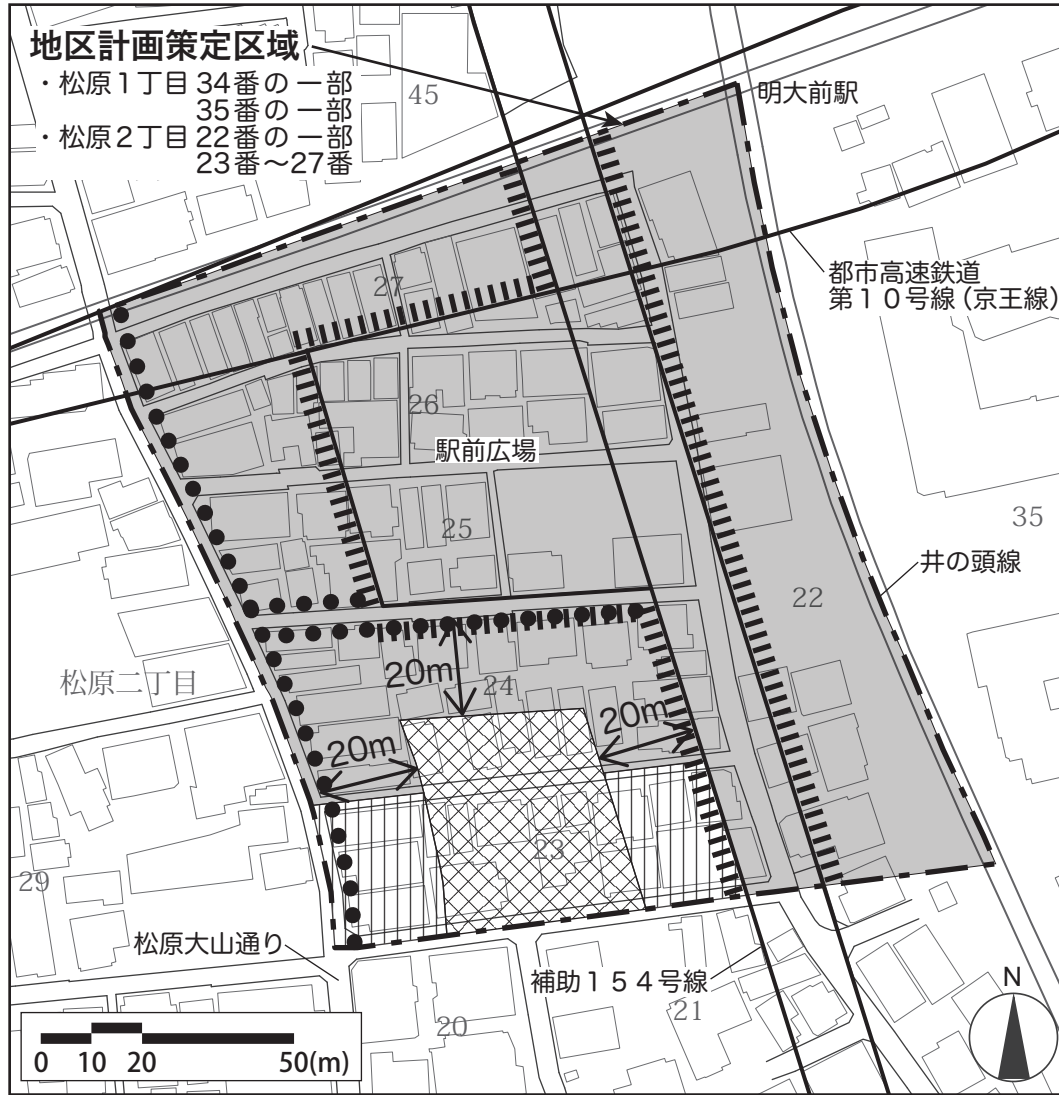 地区計画策定区域
・松原1丁目 34番の一部
35番の一部
・松原2丁目 22番の一部
23番～27番
45
明大前駅
都市高速鉄道
第10号線（京王線）
27
26
駅前広場
25
35
井の頭線
22
松原二丁目
20m
24
20m
20m
23
29
松原大山通り
補助154号線
21
20
N
0 10 20 50(m)